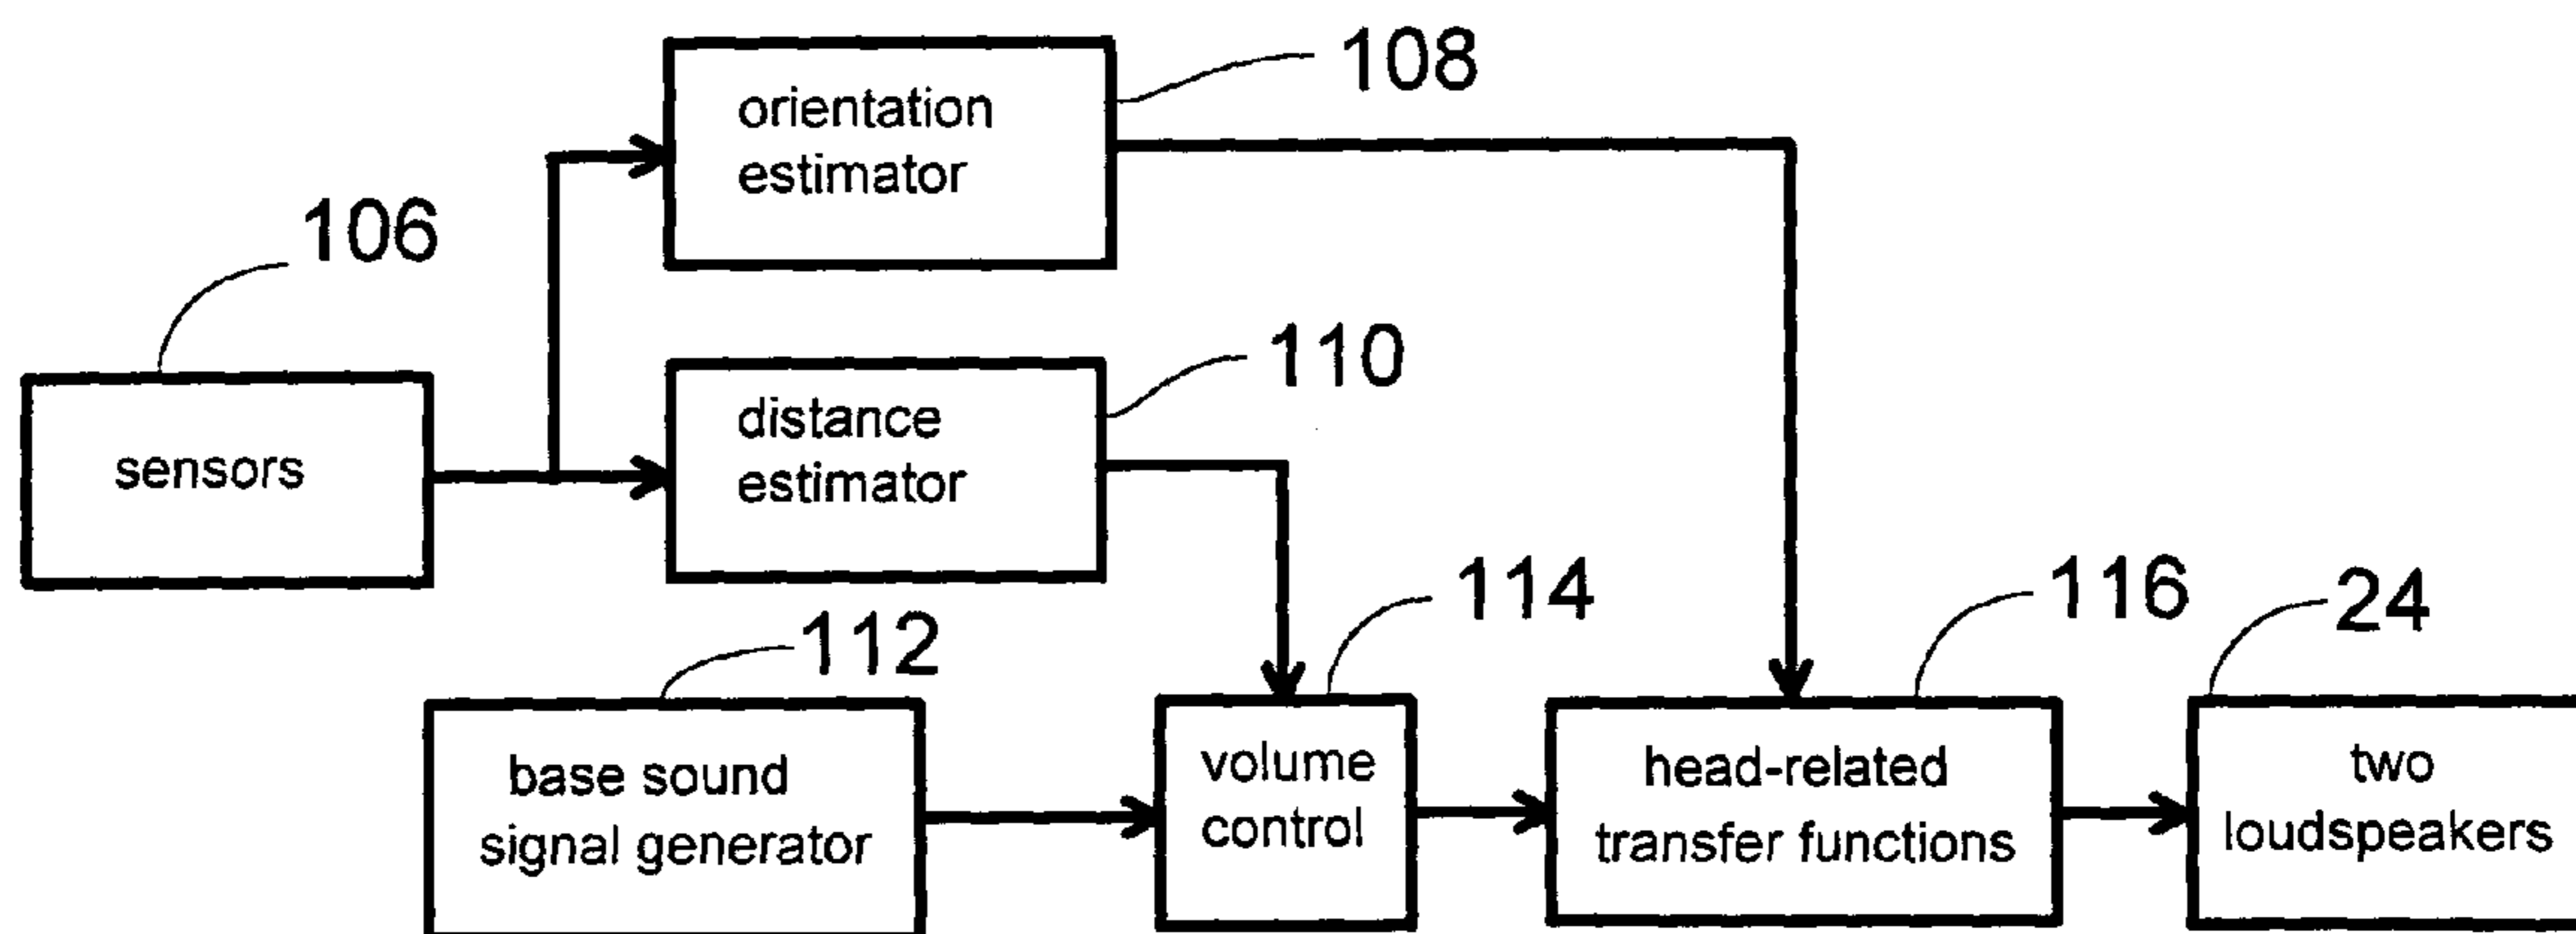 108
orientation
estimator
106
110
distance
estimator
sensors
112
114
116
24
base sound
signal generator
volume
control
head-related
transfer functions
two
loudspeakers